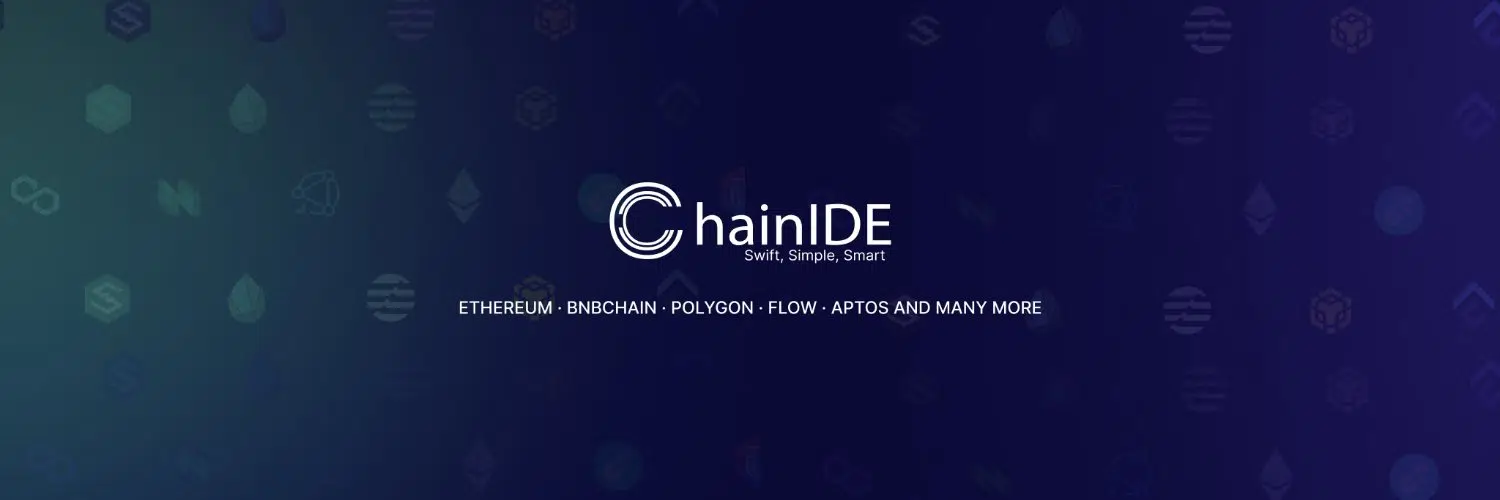 ChainIDE
Swift, Simple, Smart
ETHEREUM · BNBCHAIN · POLYGON · FLOW · APTOS AND MANY MORE